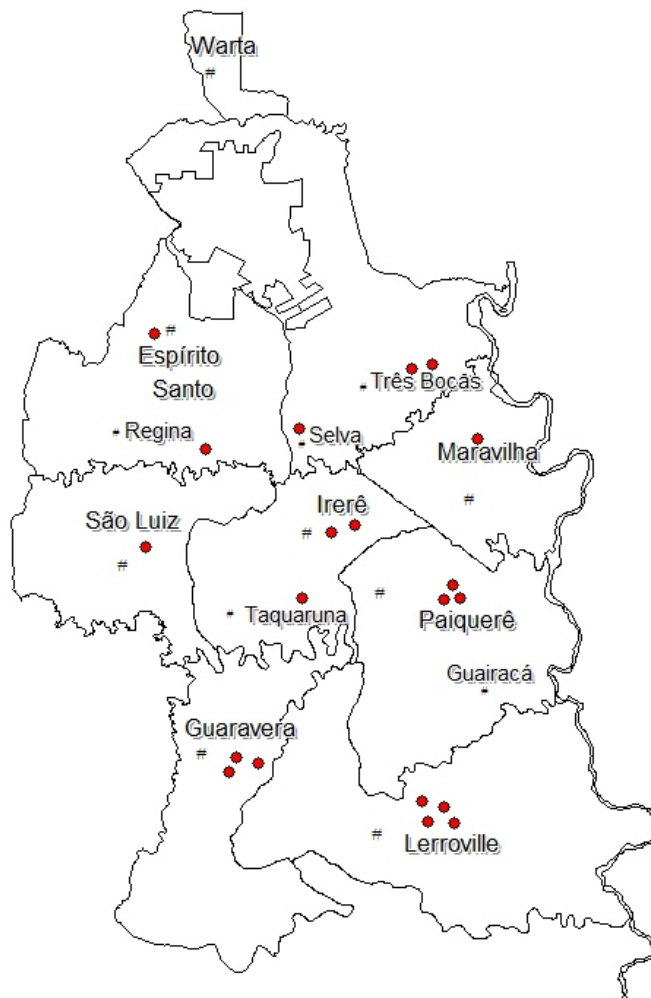 Warta
#
#
Espírito
Santo
# Três Bocas
# Regina
# Selva
Maravilha
#
São Luiz
#
Irerê
#
# Taquaruna
#
Paiquerê
Guairacá
#
Guaravera
#
#
Lerroville